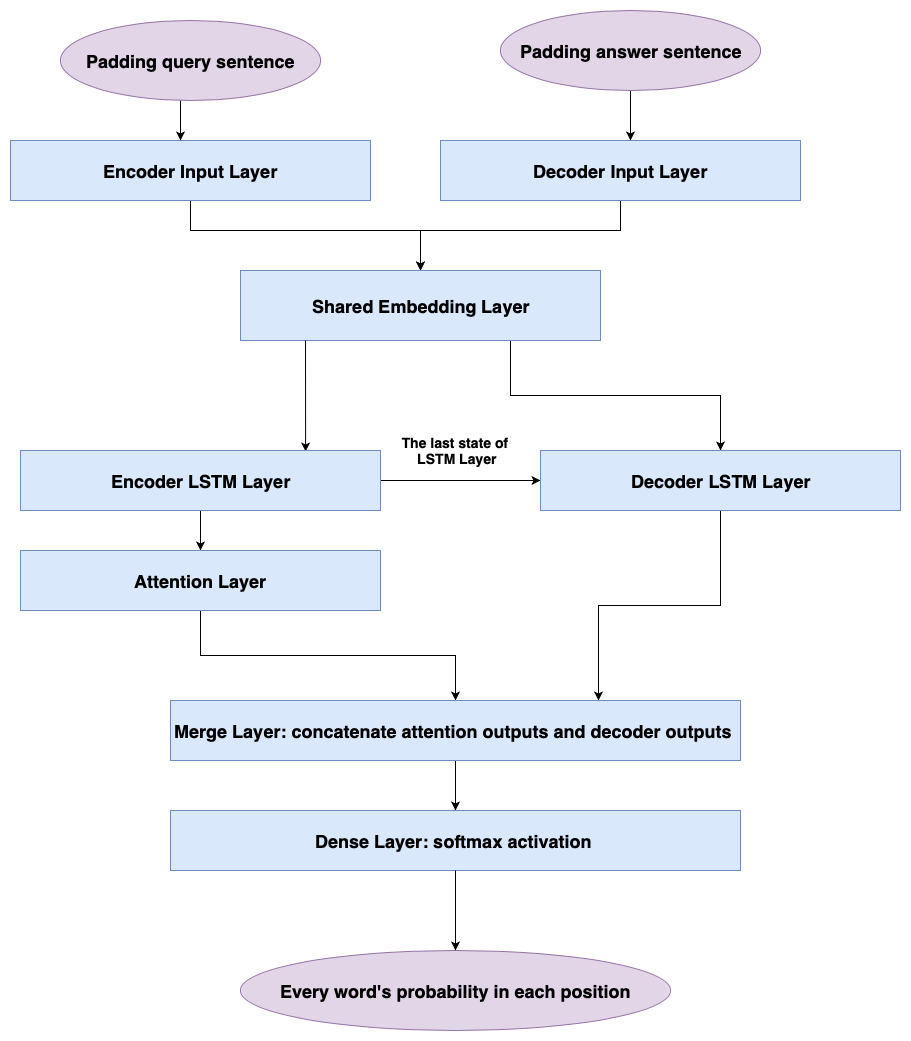 Padding query sentence
Padding answer sentence
Encoder Input Layer
Decoder Input Layer
Shared Embedding Layer
The last state of
LSTM Layer
Encoder LSTM Layer
Decoder LSTM Layer
Attention Layer
Merge Layer: concatenate attention outputs and decoder outputs
Dense Layer: softmax activation
Every word's probability in each position